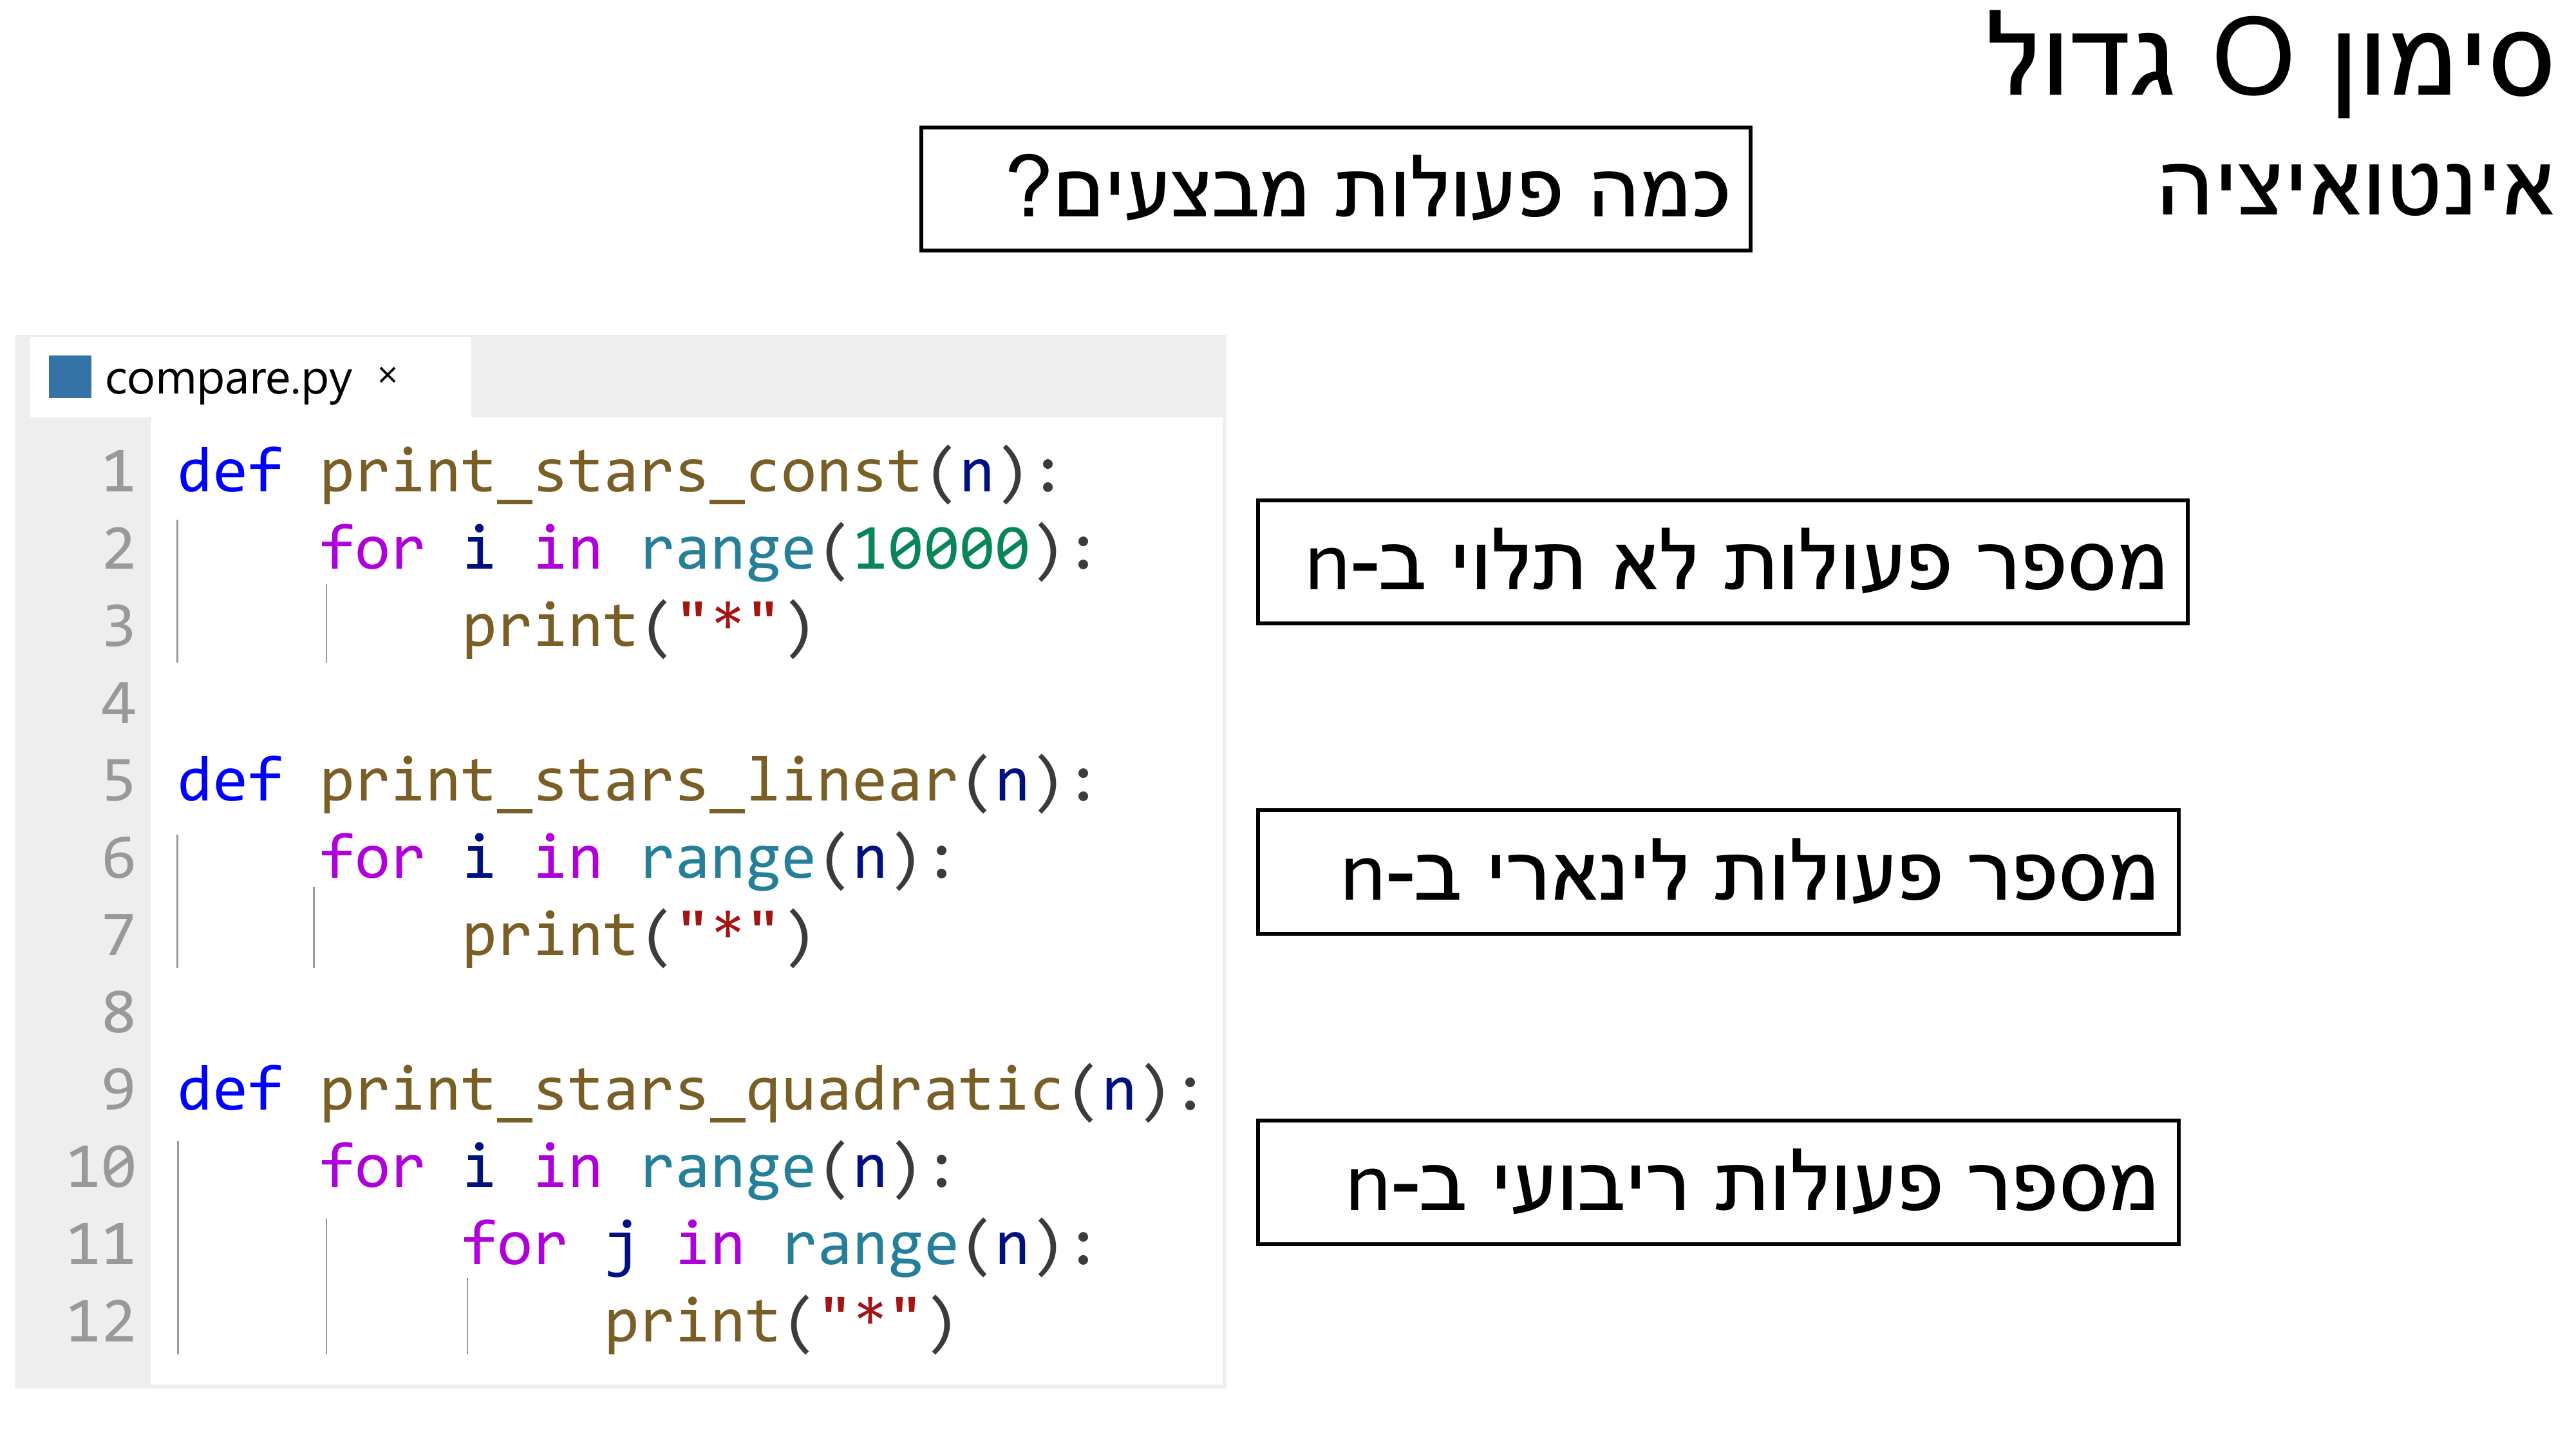 סימון O גדול
אינטואיציה
כמה פעולות מבצעים?
compare.py ×
1 def print_stars_const(n):
2     for i in range(10000):
3         print("*")
4
5 def print_stars_linear(n):
6     for i in range(n):
7         print("*")
8
9 def print_stars_quadratic(n):
10     for i in range(n):
11         for j in range(n):
12             print("*")
מספר פעולות לא תלוי ב-n
מספר פעולות לינארי ב-n
מספר פעולות ריבועי ב-n